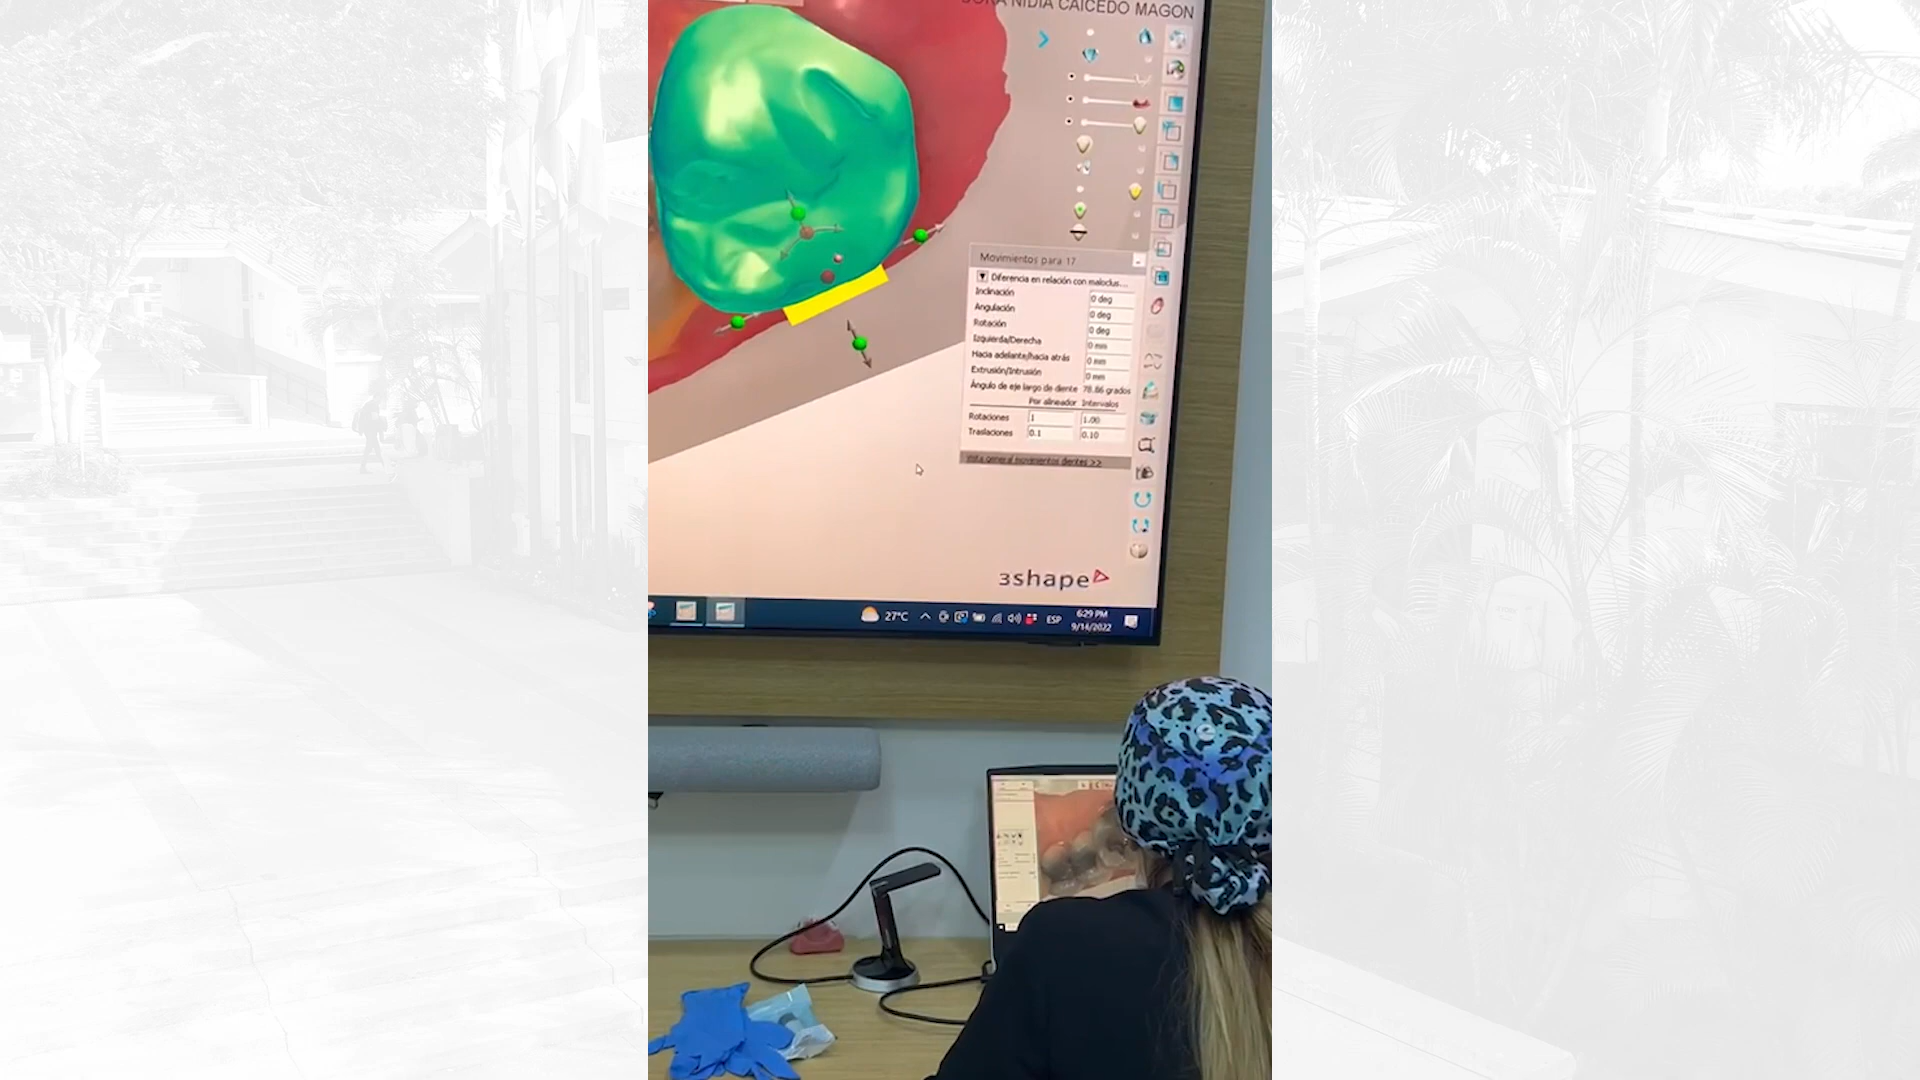 NIDIA CAICEDO MAGON
Movimientos para 17
Diferencia en relación con maloclus...
Inclinación 0 deg
Angulación 0 deg
Rotación 0 deg
Izquierda/Derecha 0 mm
Hacia adelante/hacia atrás 0 mm
Extrusión/Intrusión 0 mm
Ángulo de eje largo de diente 78.86 grados
Por alineador Intervalos
Rotaciones 1 1.00
Traslaciones 0.1 0.10
Vista general movimientos dientes >>
3shape
27°C
ESP
6:29 PM
9/14/2022